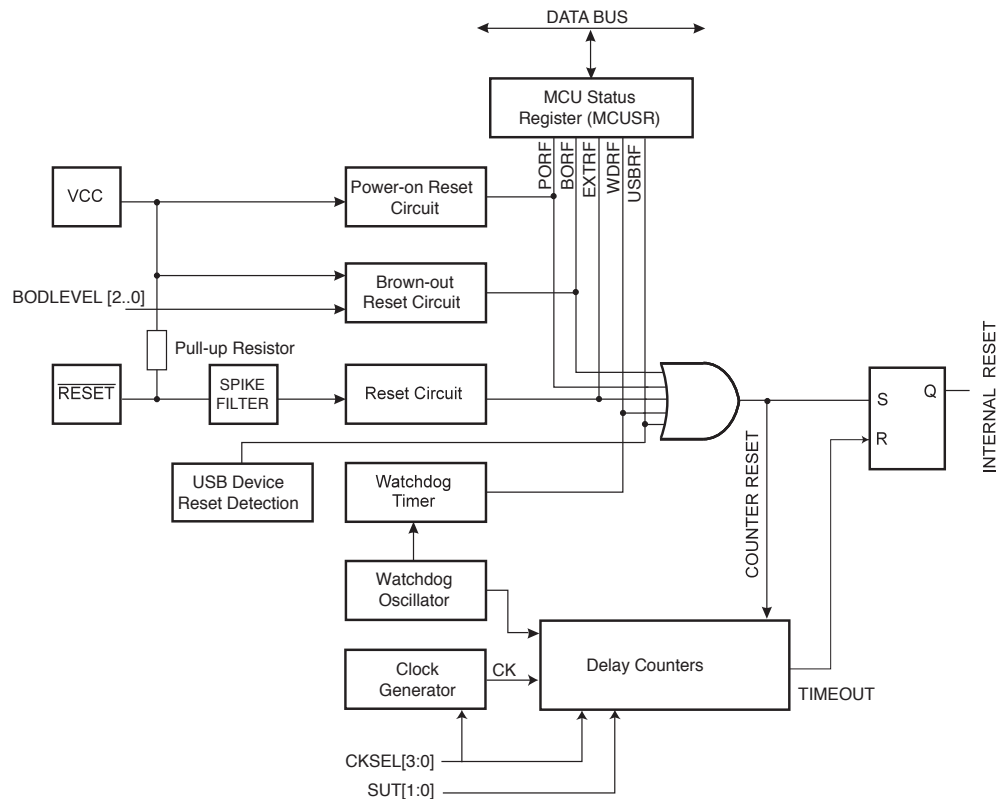 DATA BUS
MCU Status
Register (MCUSR)
PORF
BORF
EXTRF
WDRF
USBRF
VCC
Power-on Reset
Circuit
Brown-out
Reset Circuit
BODLEVEL [2..0]
Pull-up Resistor
RESET
SPIKE
FILTER
Reset Circuit
S
Q
R
INTERNAL RESET
USB Device
Reset Detection
Watchdog
Timer
COUNTER RESET
Watchdog
Oscillator
Clock
Generator
CK
Delay Counters
TIMEOUT
CKSEL[3:0]
SUT[1:0]